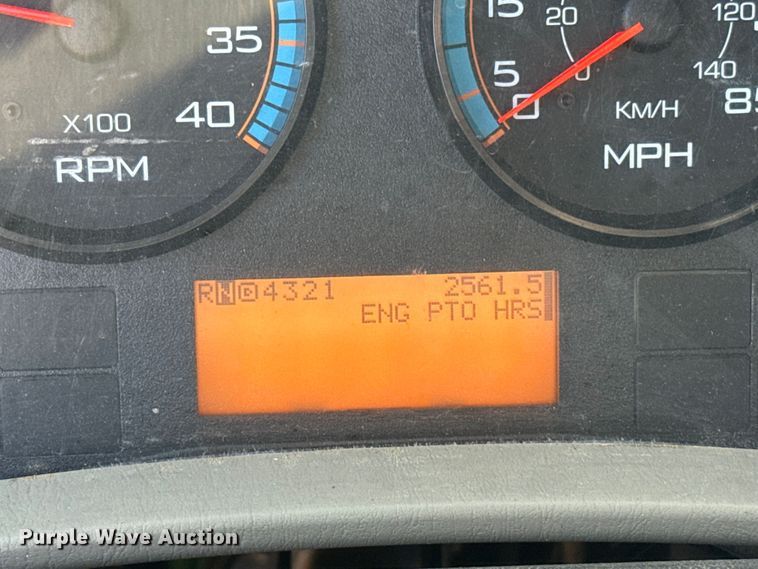 35
40
X100
RPM
15
5
0
20
0
120
140
85
KM/H
MPH
RND4321 2561.5
ENG PTO HRS
Purple Wave Auction